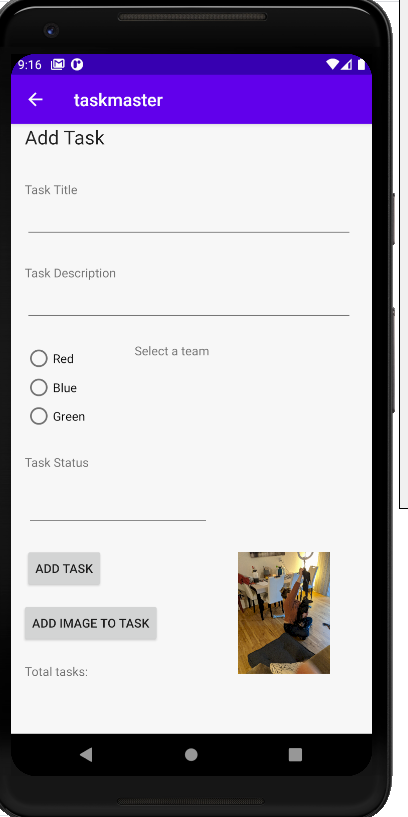 9:16
taskmaster
Add Task
Task Title
Task Description
Red
Select a team
Blue
Green
Task Status
ADD TASK
ADD IMAGE TO TASK
Total tasks: